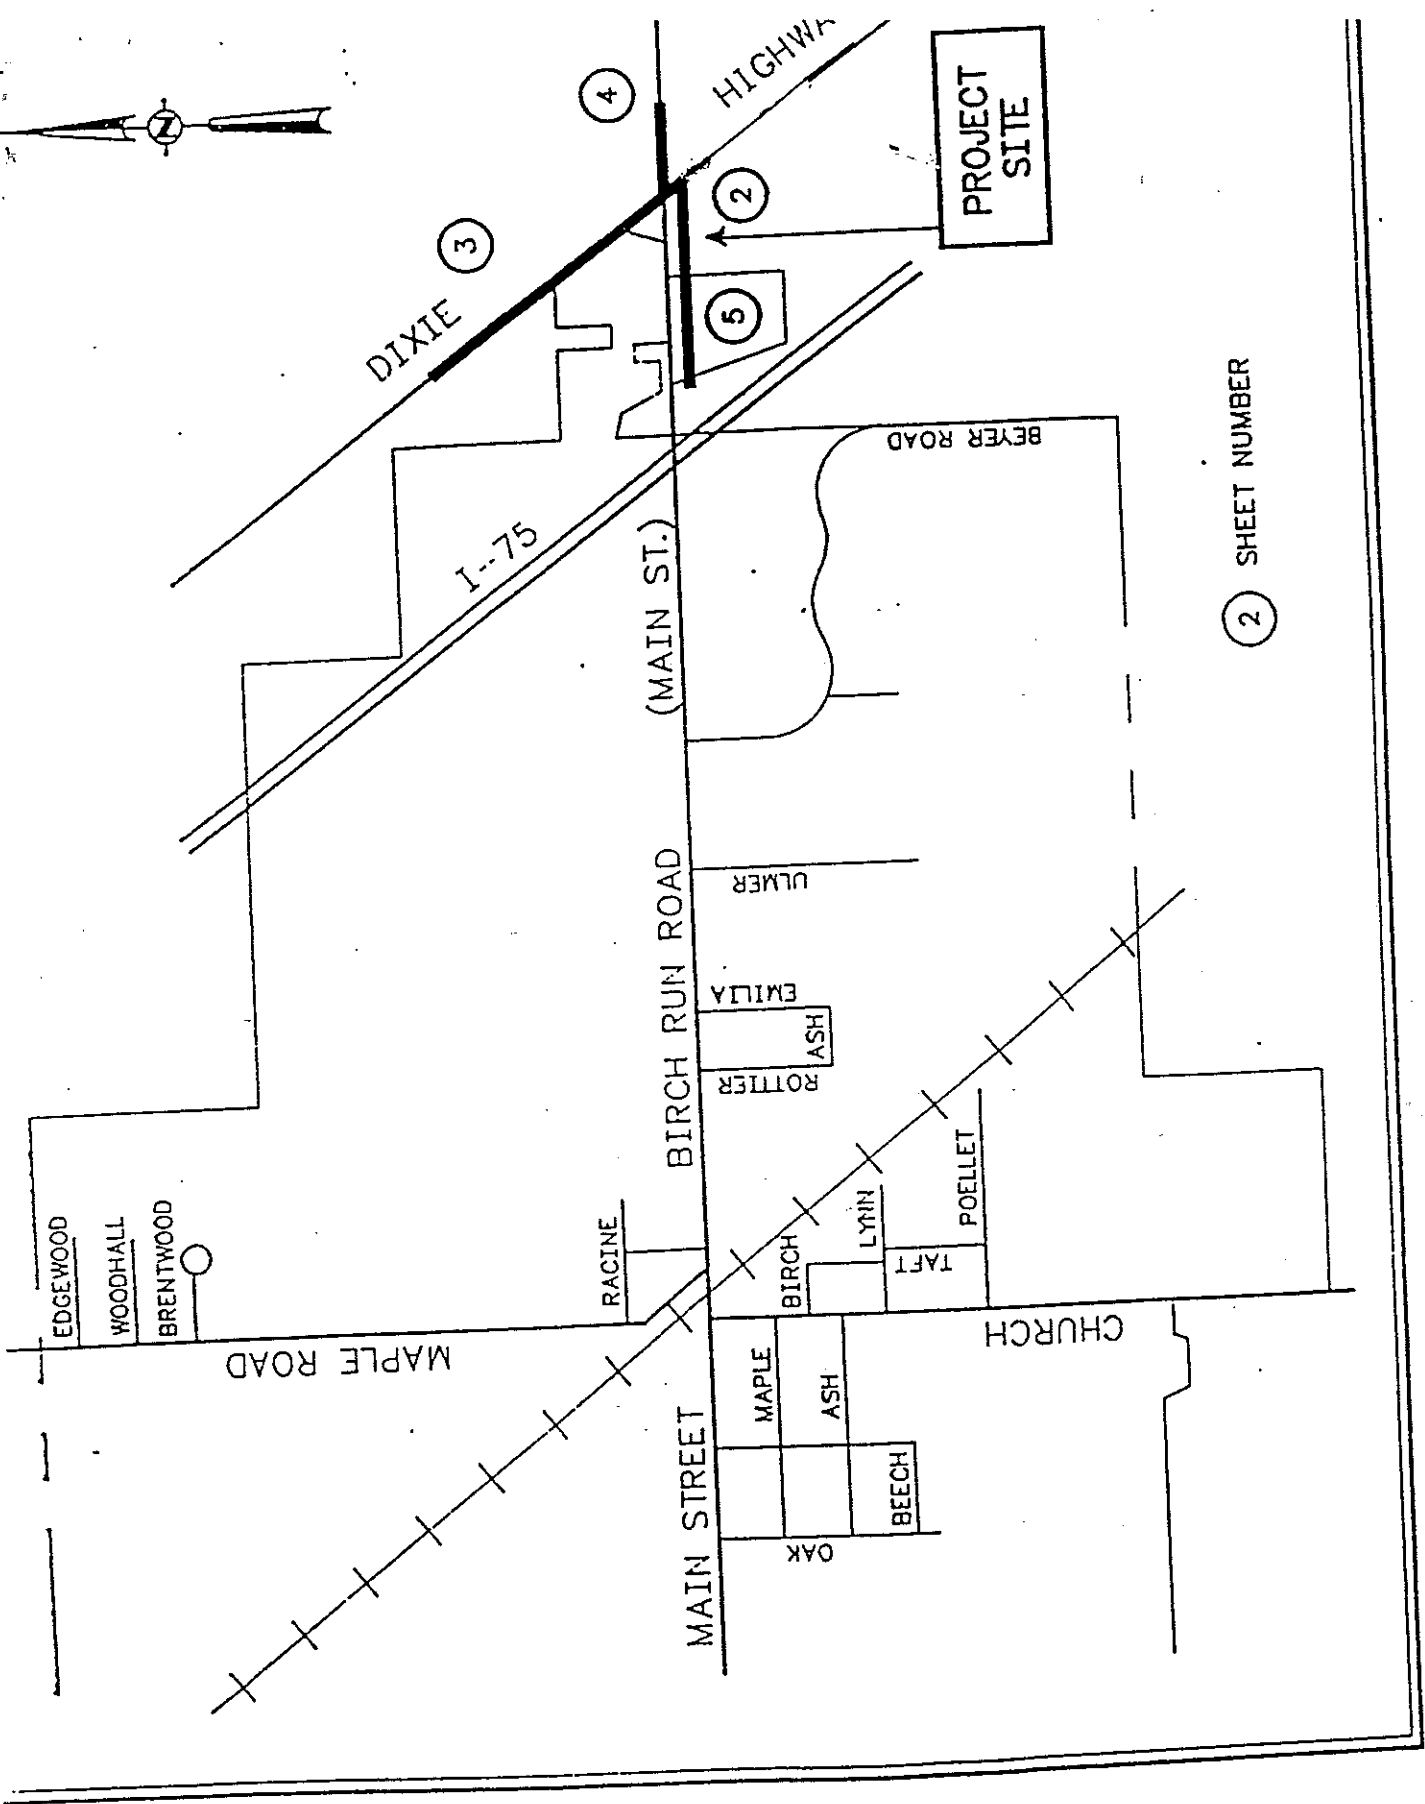 N
4
HIGHWA
3
2
PROJECT
SITE
DIXIE
5
I--75
BEYER ROAD
2 SHEET NUMBER
BIRCH RUN ROAD (MAIN ST.)
ULMER
EMILIA
ASH
ROTTIER
EDGEWOOD
WOODHALL
BRENTWOOD
MAPLE ROAD
RACINE
BIRCH
LYNN
TAFT
POELLET
CHURCH
MAIN STREET
MAPLE
ASH
BEECH
OAK